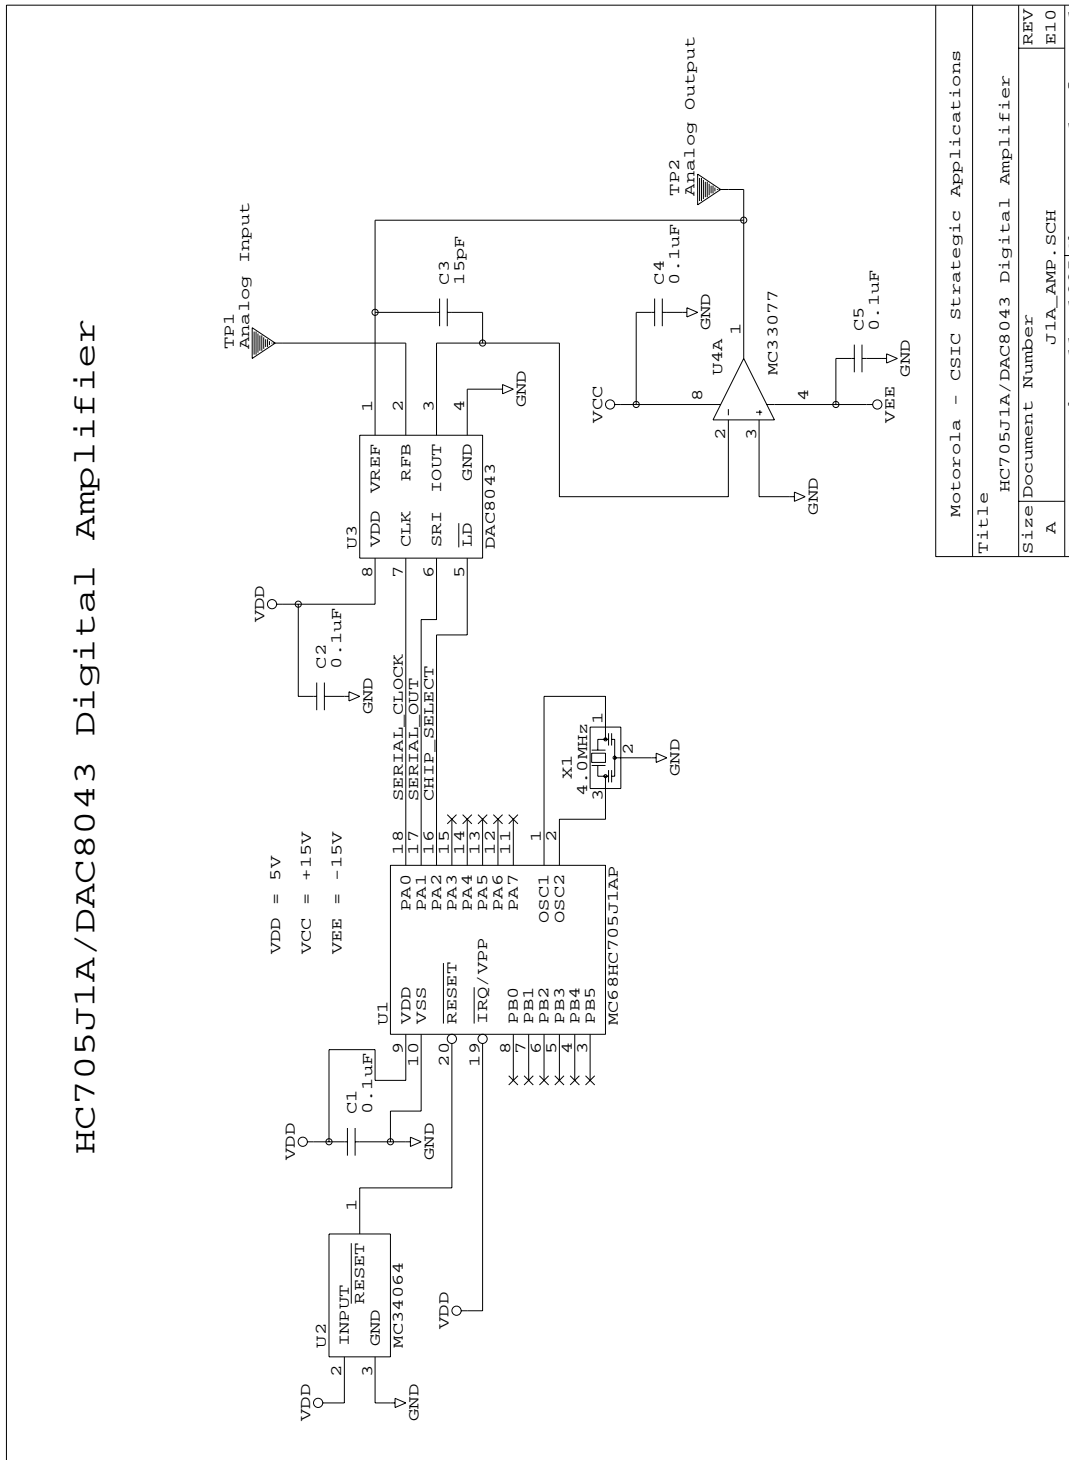 HC705J1A/DAC8043 Digital Amplifier
VDD = 5V
VCC = +15V
VEE = -15V
VDD
U2
2
INPUT
RESET
1
3
GND
MC34064
GND
VDD
C1
0.1uF
GND
VDD
U1
9
VDD
10
VSS
20
RESET
19
IRQ/VPP
8
PB0
7
PB1
6
PB2
5
PB3
4
PB4
3
PB5
PA0
18
PA1
17
PA2
16
PA3
15
PA4
14
PA5
13
PA6
12
PA7
11
OSC1
1
OSC2
2
MC68HC705J1AP
SERIAL_CLOCK
SERIAL_OUT
CHIP_SELECT
X1
4.0MHz
3
1
2
GND
VDD
C2
0.1uF
GND
U3
8
VDD
VREF
1
7
CLK
RFB
2
6
SRI
IOUT
3
5
LD
GND
4
DAC8043
GND
TP1
Analog Input
C3
15pF
VCC
C4
0.1uF
GND
U4A
8
2
-
3
+
1
4
MC33077
GND
VEE
C5
0.1uF
GND
TP2
Analog Output
Motorola - CSIC Strategic Applications
Title
HC705J1A/DAC8043 Digital Amplifier
Size
Document Number
REV
A
J1A_AMP.SCH
E10